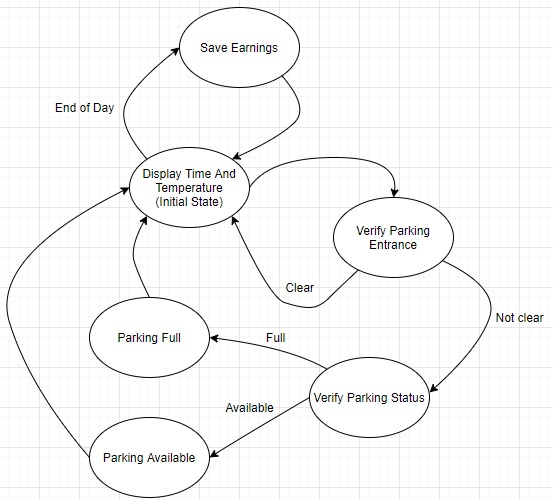 Save Earnings
End of Day
Display Time And
Temperature
(Initial State)
Verify Parking
Entrance
Clear
Not clear
Parking Full
Full
Verify Parking Status
Available
Parking Available